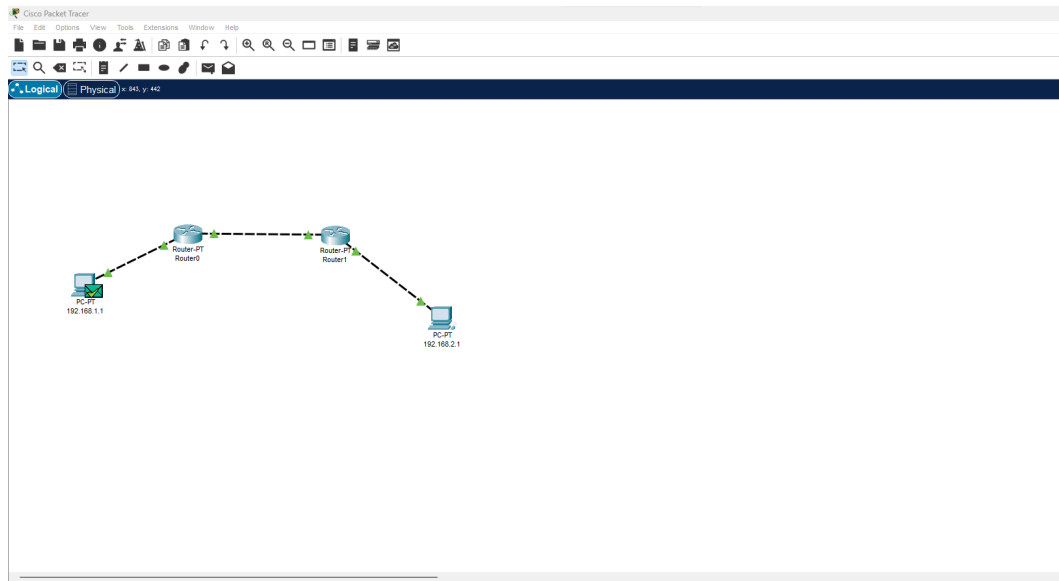 Cisco Packet Tracer
File Edit Options View Tools Extensions Window Help
Logical Physical x: 843, y: 442
Router-PT
Router0
Router-PT
Router1
PC-PT
192.168.1.1
PC-PT
192.168.2.1